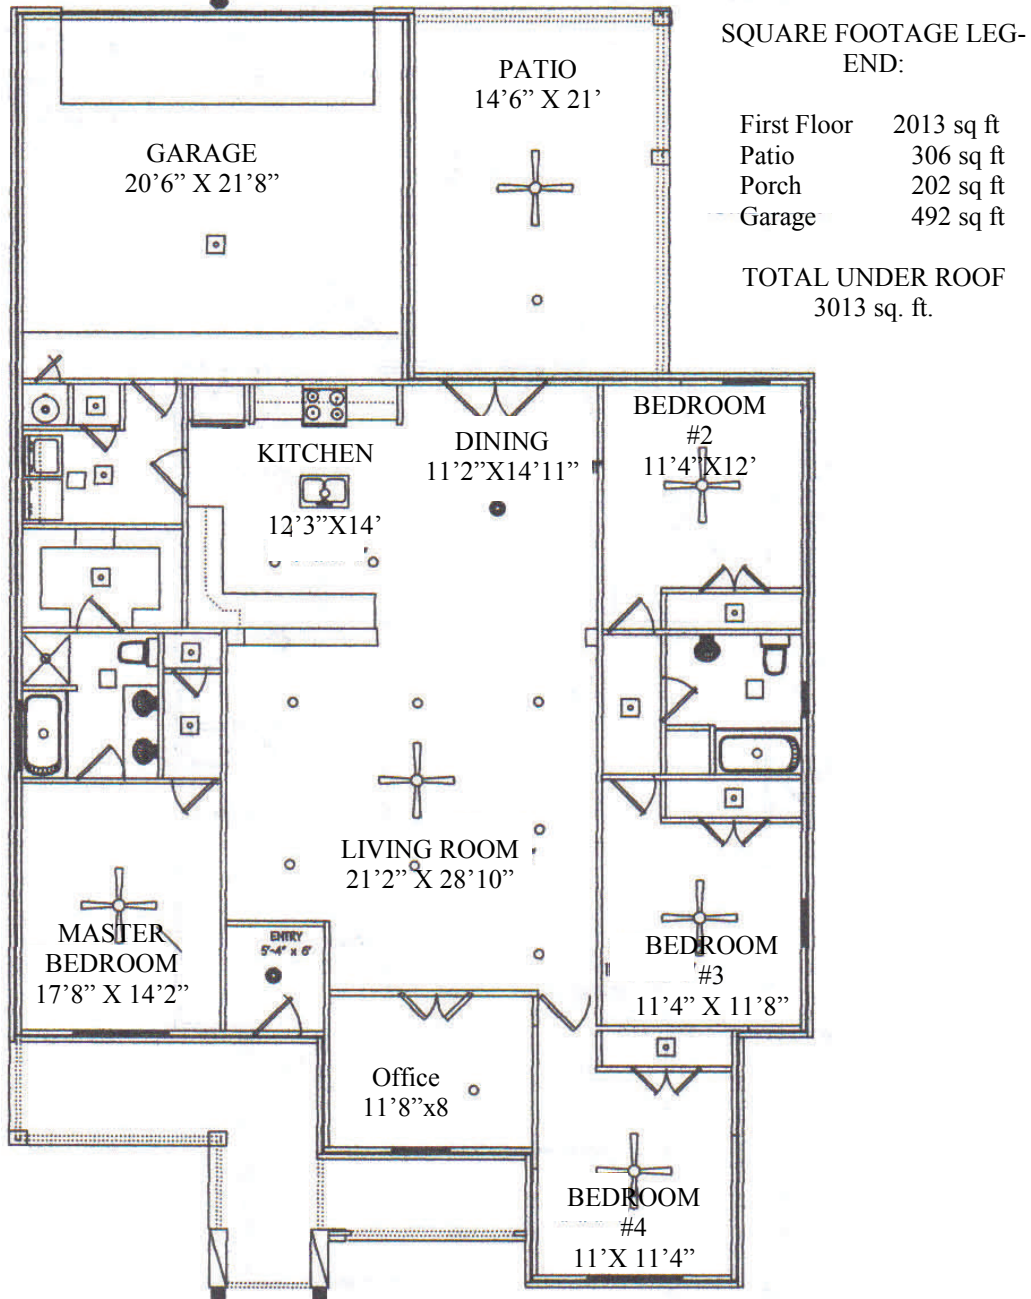 SQUARE FOOTAGE LEG-
END:
First Floor 2013 sq ft
Patio 306 sq ft
Porch 202 sq ft
Garage 492 sq ft
TOTAL UNDER ROOF
3013 sq. ft.
PATIO
14'6” X 21'
GARAGE
20'6” X 21'8”
KITCHEN
12'3”X14'
DINING
11'2”X14'11”
BEDROOM
#2
11'4”X12'
LIVING ROOM
21'2” X 28'10”
MASTER
BEDROOM
17'8” X 14'2”
ENTRY
5'-4" x 6'
BEDROOM
#3
11'4” X 11'8”
Office
11'8”x8
BEDROOM
#4
11'X 11'4”